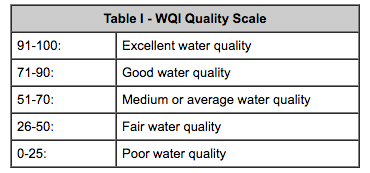 Table I - WQI Quality Scale
91-100: Excellent water quality
71-90: Good water quality
51-70: Medium or average water quality
26-50: Fair water quality
0-25: Poor water quality